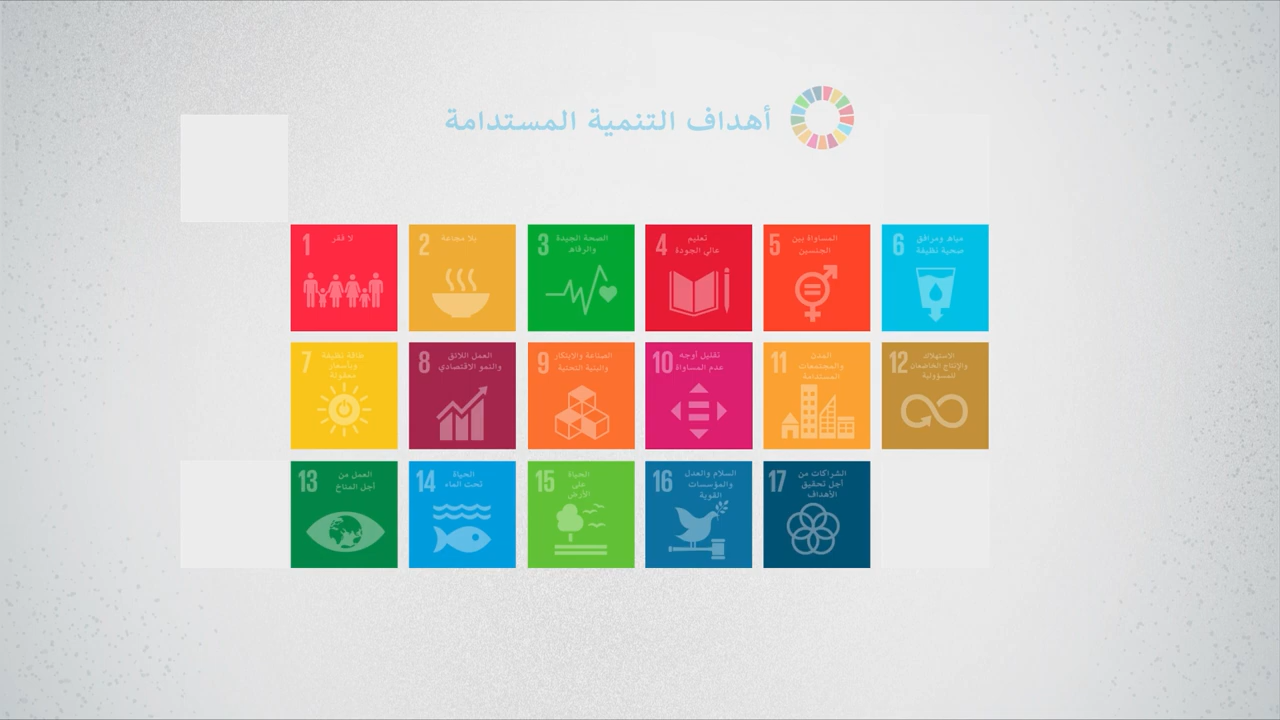 أهداف التنمية المستدامة
1
لا فقر
2
بلا مجاعة
3
الصحة الجيدة
والرفاه
4
تعليم
عالي الجودة
5
المساواة بين
الجنسين
6
مياه ومرافق
صحية نظيفة
7
طاقة نظيفة
وبأسعار
معقولة
8
العمل اللائق
والنمو الاقتصادي
9
الصناعة والابتكار
والبنية التحتية
10
تقليل أوجه
عدم المساواة
11
المدن
والمجتمعات
المستدامة
12
الاستهلاك
والإنتاج الخاضعان
للمسؤولية
13
العمل من
أجل المناخ
14
الحياة
تحت الماء
15
الحياة
على
الأرض
16
السلام والعدل
والمؤسسات
القوية
17
الشراكات من
أجل تحقيق
الأهداف